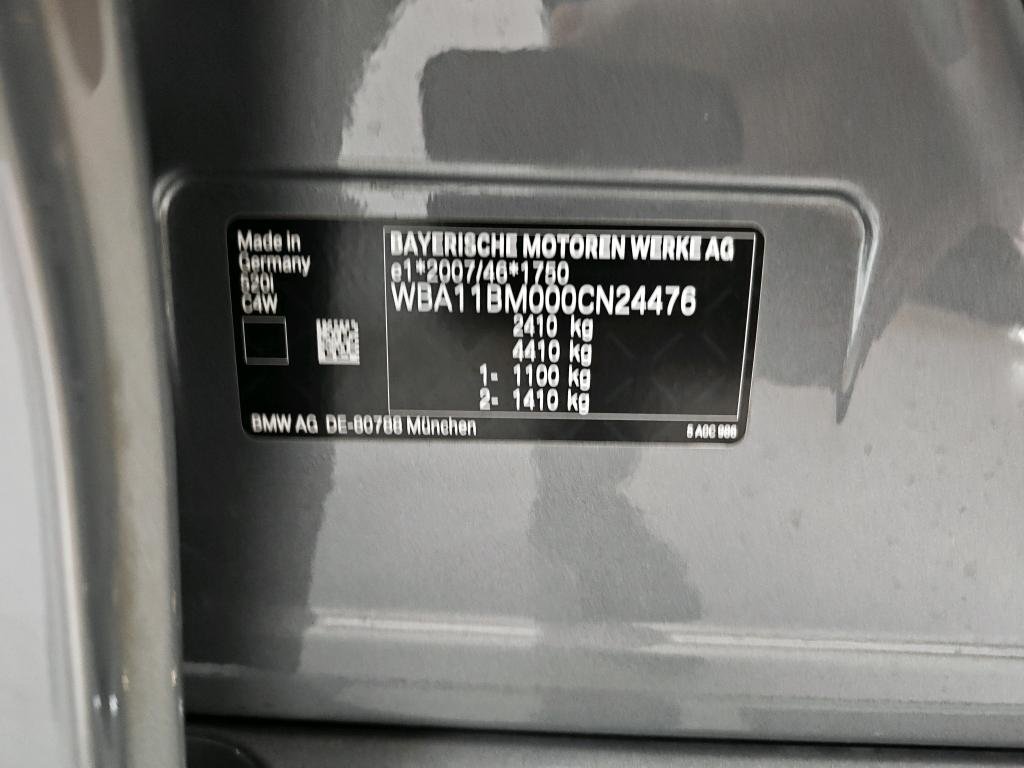 Made in
Germany
520i
C4W
BAYERISCHE MOTOREN WERKE AG
e1*2007/46*1750
WBA11BM000CN24476
2410 kg
4410 kg
1- 1100 kg
2- 1410 kg
BMW AG DE-80788 München